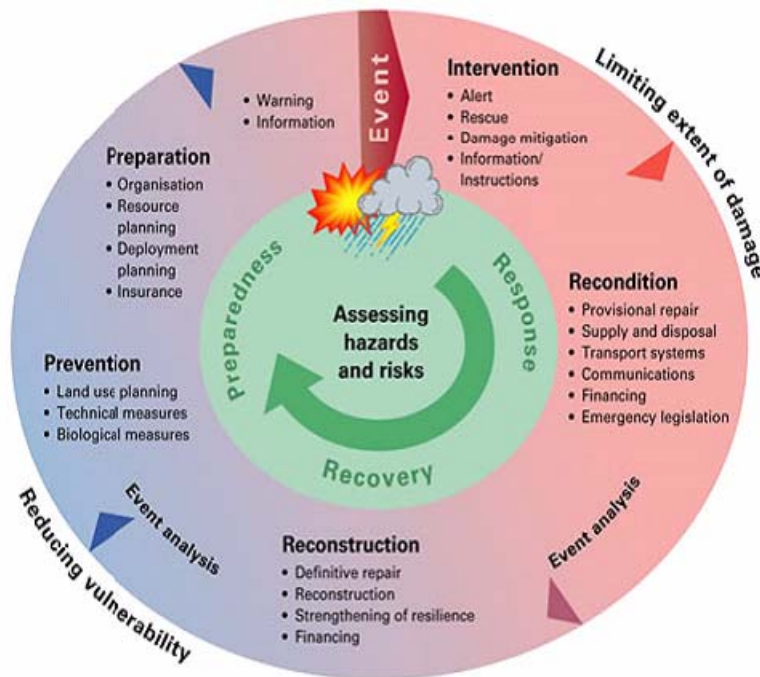 Event
Intervention
• Alert
• Rescue
• Damage mitigation
• Information/
Instructions
Limiting extent of damage
Recondition
• Provisional repair
• Supply and disposal
• Transport systems
• Communications
• Financing
• Emergency legislation
Event analysis
Reconstruction
• Definitive repair
• Reconstruction
• Strengthening of resilience
• Financing
Event analysis
Reducing vulnerability
Prevention
• Land use planning
• Technical measures
• Biological measures
Preparation
• Organisation
• Resource
planning
• Deployment
planning
• Insurance
• Warning
• Information
Response
Recovery
Preparedness
Assessing
hazards
and risks